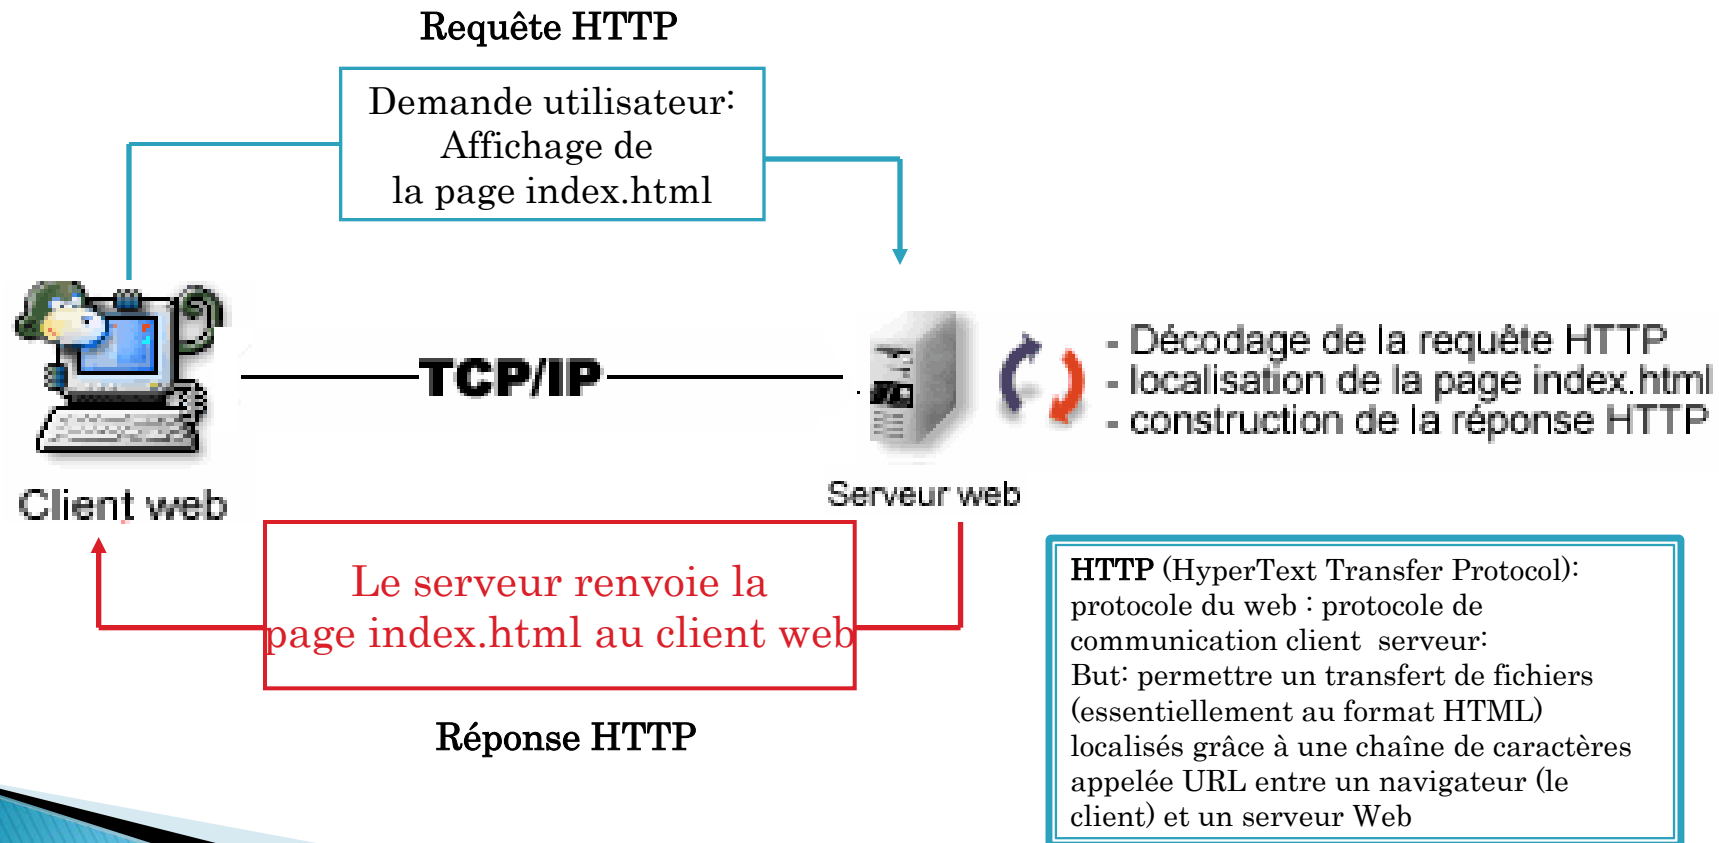 Requête HTTP
Demande utilisateur:
Affichage de
la page index.html
TCP/IP
- Décodage de la requête HTTP
- localisation de la page index.html
- construction de la réponse HTTP
Client web
Serveur web
Le serveur renvoie la
page index.html au client web
Réponse HTTP
HTTP (HyperText Transfer Protocol):
protocole du web : protocole de
communication client serveur:
But: permettre un transfert de fichiers
(essentiellement au format HTML)
localisés grâce à une chaîne de caractères
appelée URL entre un navigateur (le
client) et un serveur Web